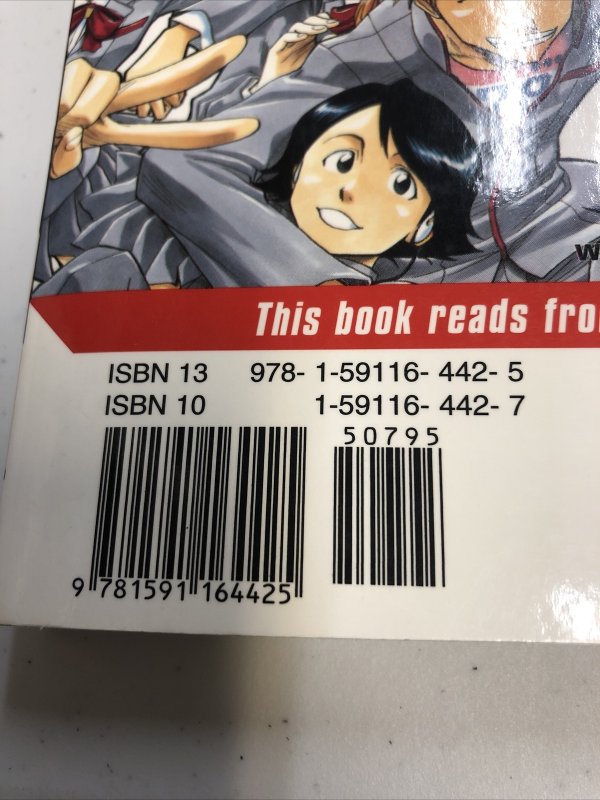 This book reads
ISBN 13 978- 1-59116- 442- 5
ISBN 10 1-59116- 442- 7
50795
9 781591 164425